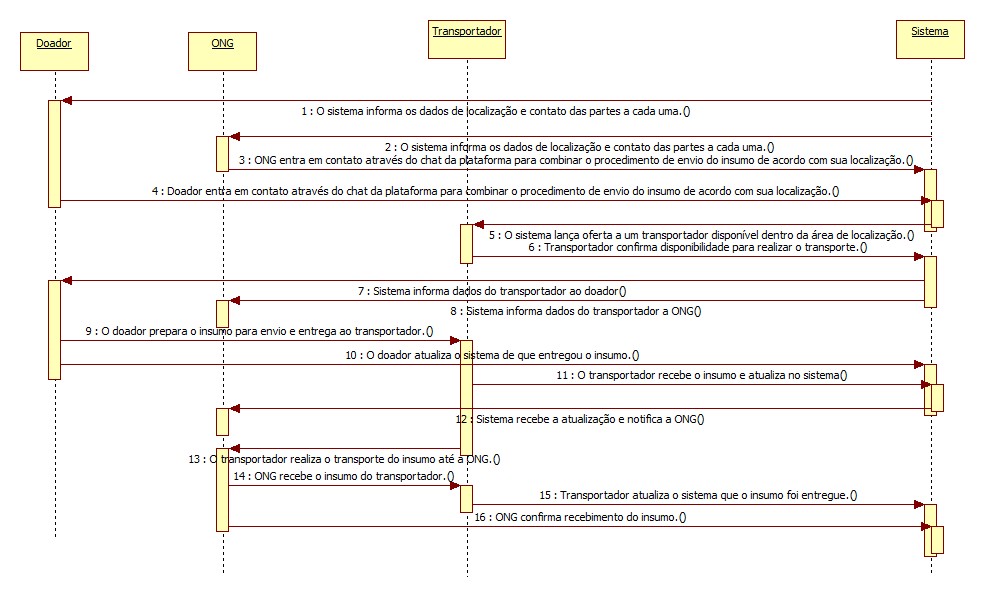 Doador
ONG
Transportador
Sistema
1 : O sistema informa os dados de localização e contato das partes a cada uma.()
2 : O sistema informa os dados de localização e contato das partes a cada uma.()
3 : ONG entra em contato através do chat da plataforma para combinar o procedimento de envio do insumo de acordo com sua localização.()
4 : Doador entra em contato através do chat da plataforma para combinar o procedimento de envio do insumo de acordo com sua localização.()
5 : O sistema lança oferta a um transportador disponível dentro da área de localização.()
6 : Transportador confirma disponibilidade para realizar o transporte.()
7 : Sistema informa dados do transportador ao doador()
8 : Sistema informa dados do transportador a ONG()
9 : O doador prepara o insumo para envio e entrega ao transportador.()
10 : O doador atualiza o sistema de que entregou o insumo.()
11 : O transportador recebe o insumo e atualiza no sistema()
12 : Sistema recebe a atualização e notifica a ONG()
13 : O transportador realiza o transporte do insumo até a ONG.()
14 : ONG recebe o insumo do transportador.()
15 : Transportador atualiza o sistema que o insumo foi entregue.()
16 : ONG confirma recebimento do insumo.()